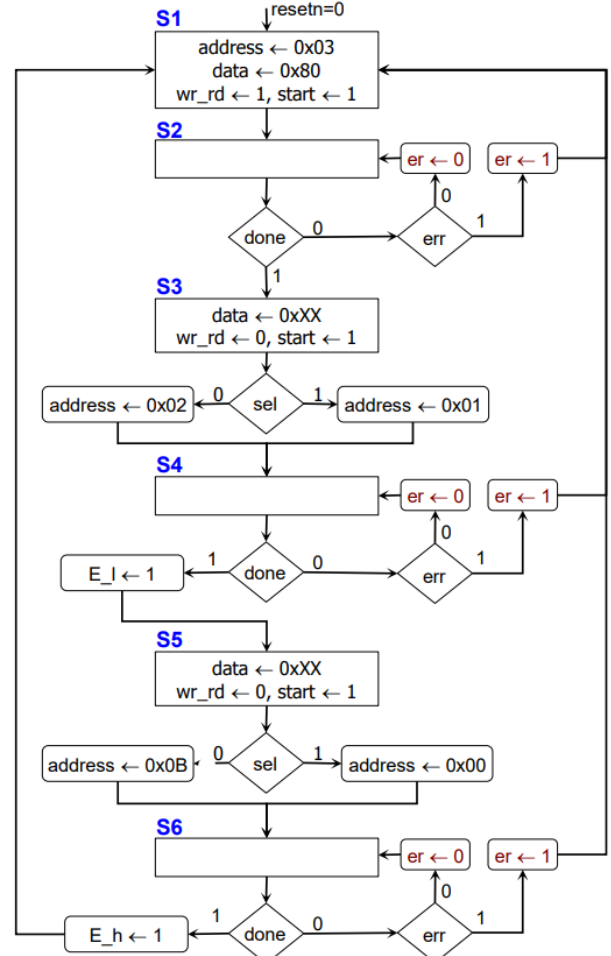 resetn=0
S1
address ← 0x03
data ← 0x80
wr_rd ← 1, start ← 1
S2
er ← 0
er ← 1
0
1
done
0
err
1
S3
data ← 0xXX
wr_rd ← 0, start ← 1
address ← 0x02
0
sel
1
address ← 0x01
S4
er ← 0
er ← 1
0
E_l ← 1
1
done
0
err
1
S5
data ← 0xXX
wr_rd ← 0, start ← 1
address ← 0x0B
0
sel
1
address ← 0x00
S6
er ← 0
er ← 1
0
E_h ← 1
1
done
0
err
1